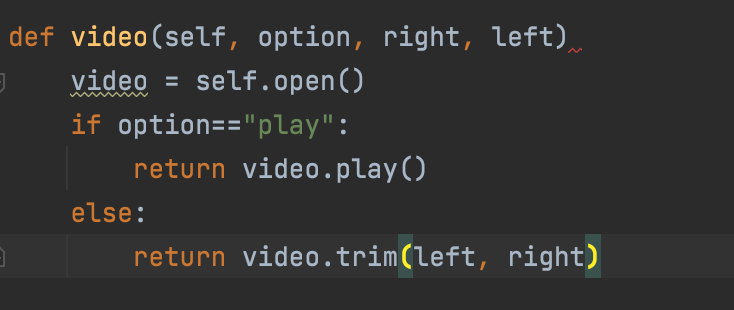 def video(self, option, right, left)
    video = self.open()
    if option=="play":
        return video.play()
    else:
        return video.trim(left, right)